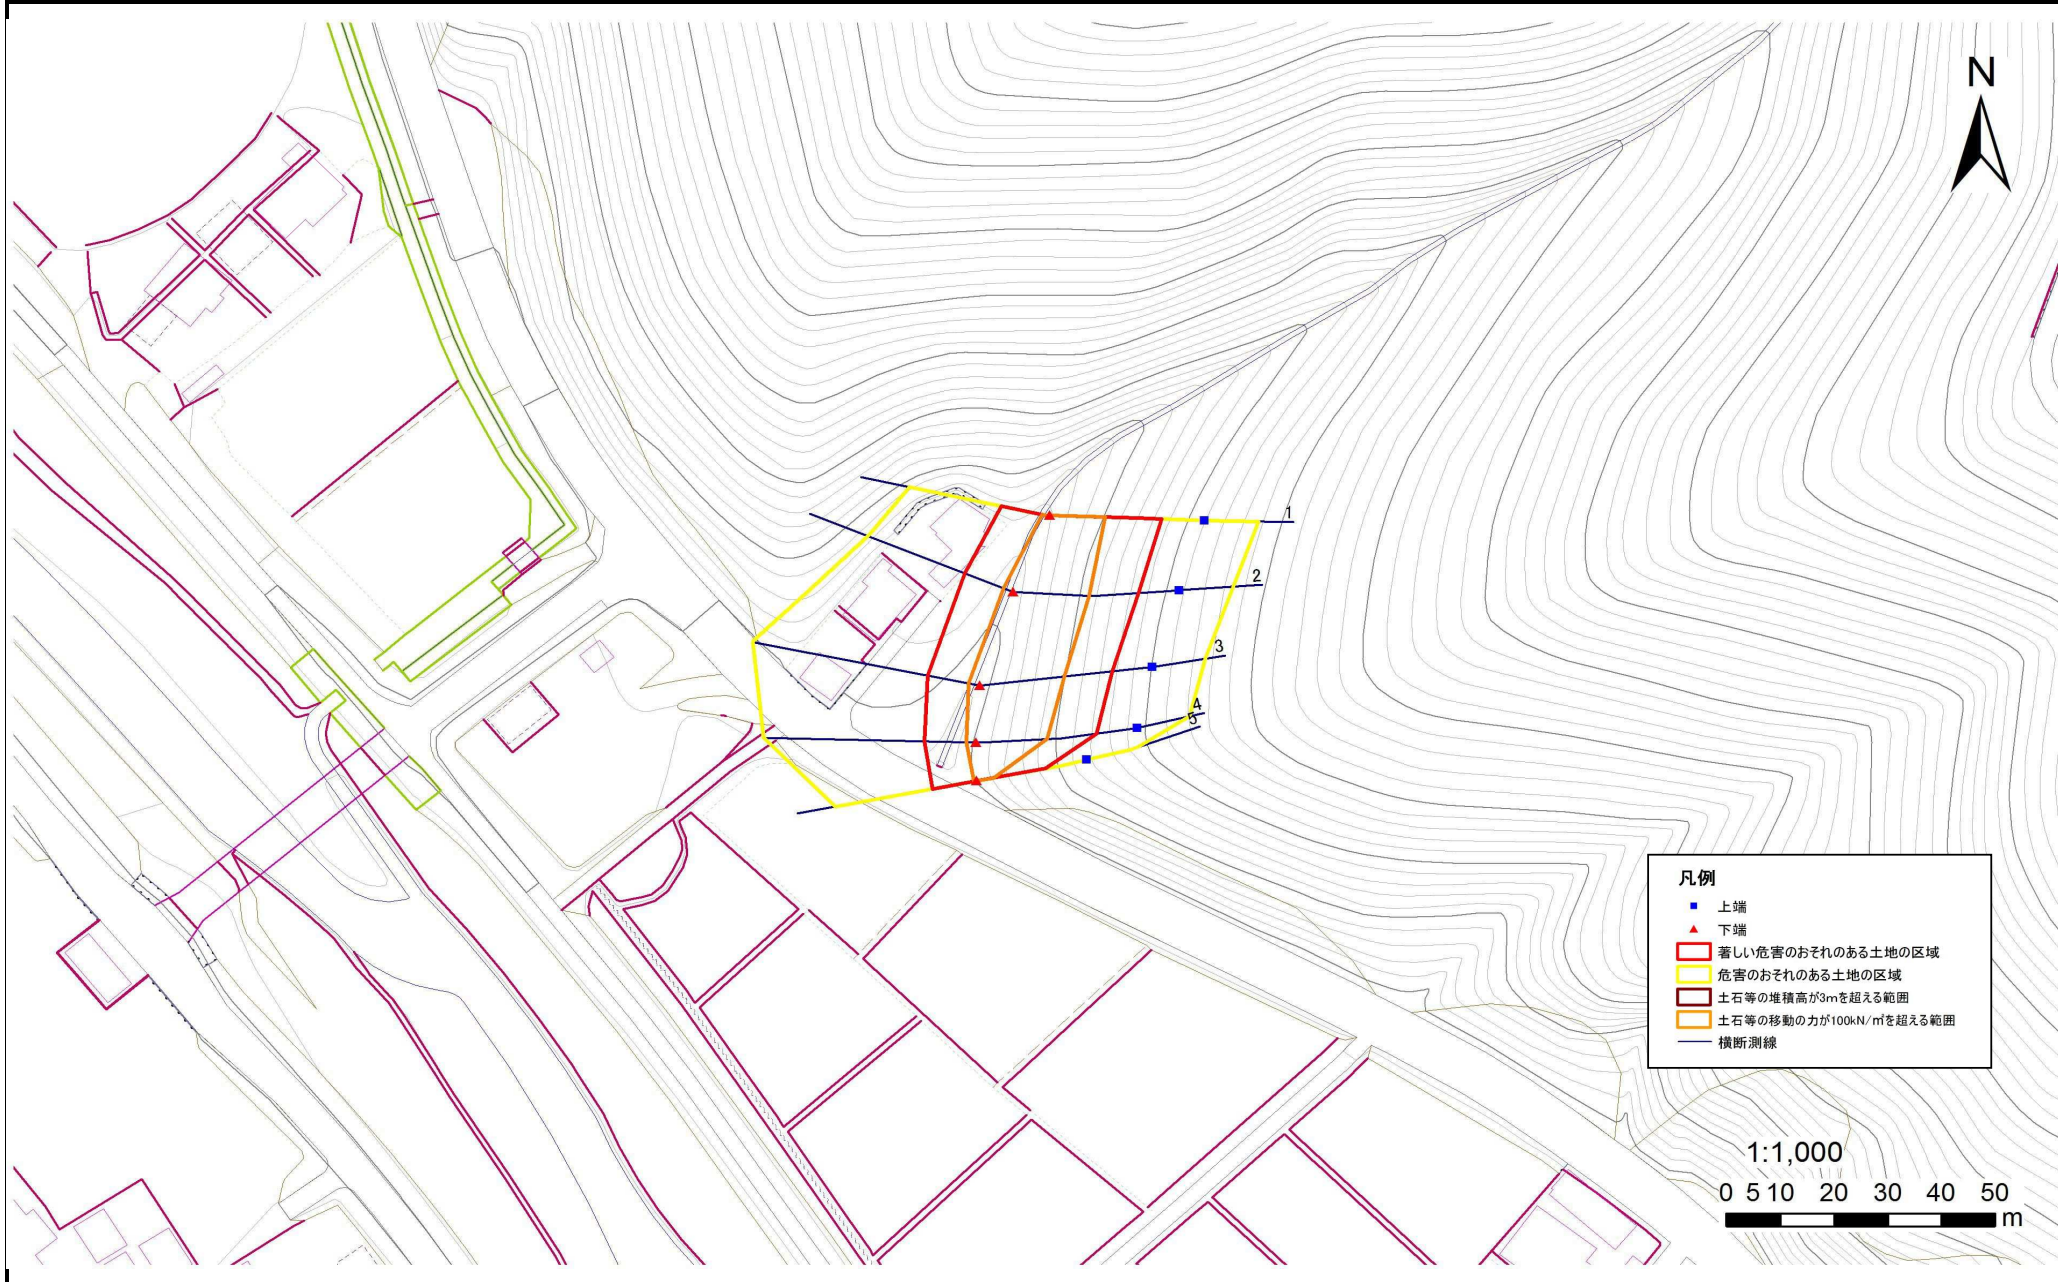 N
1
2
3
4
5
凡例
上端
下端
著しい危害のおそれのある土地の区域
危害のおそれのある土地の区域
土石等の堆積高が3mを超える範囲
土石等の移動の力が100kN/㎡を超える範囲
横断測線
1:1,000
0 5 10 20 30 40 50
m